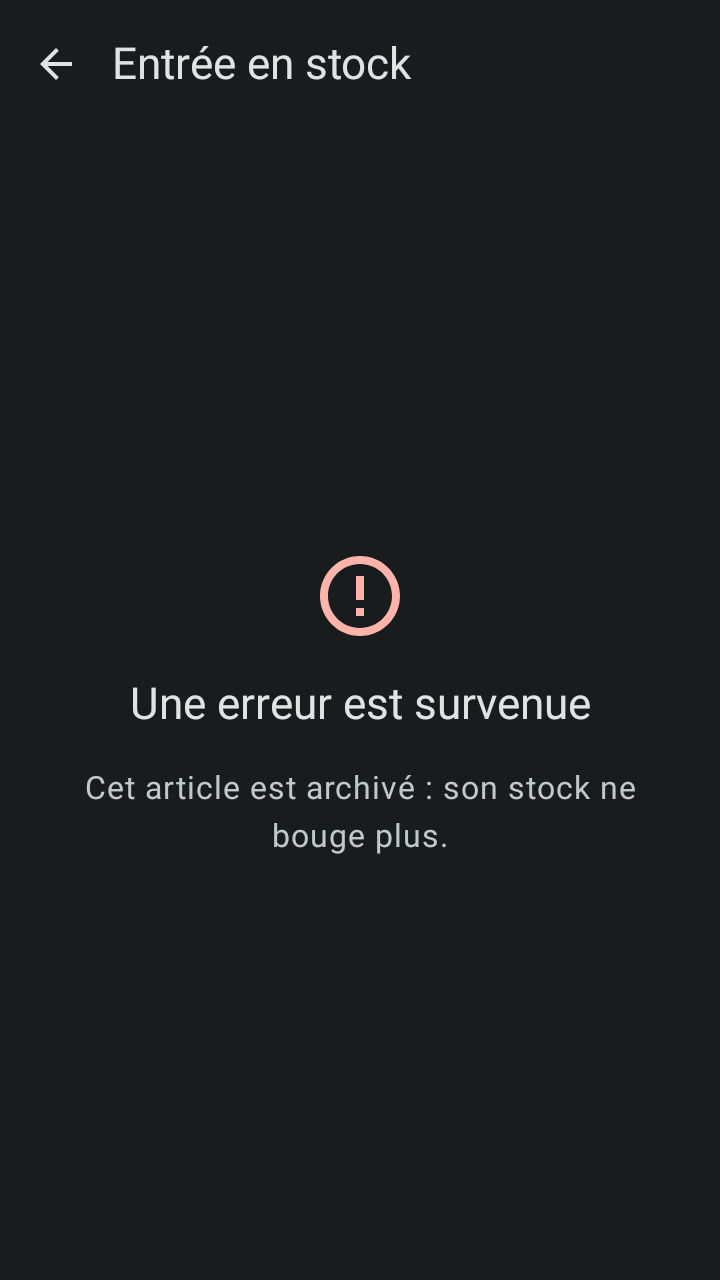 Entrée en stock
Une erreur est survenue
Cet article est archivé : son stock ne
bouge plus.